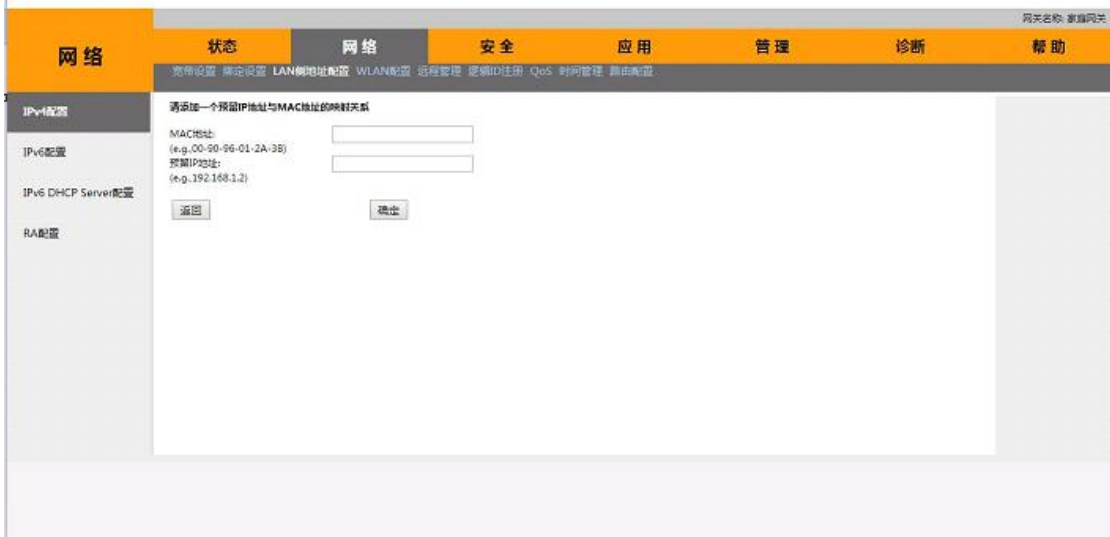 网关名称: 家庭网关
网络
状态 网络 安全 应用 管理 诊断 帮助
宽带设置 绑定设置 LAN侧地址配置 WLAN配置 远程管理 逻辑ID注册 QoS 时间管理 路由配置
IPv4配置
IPv6配置
IPv6 DHCP Server配置
RA配置
请添加一个预留IP地址与MAC地址的映射关系
MAC地址:
(e.g.,00-90-96-01-2A-3B)
预留IP地址:
(e.g.,192.168.1.2)
返回 确定